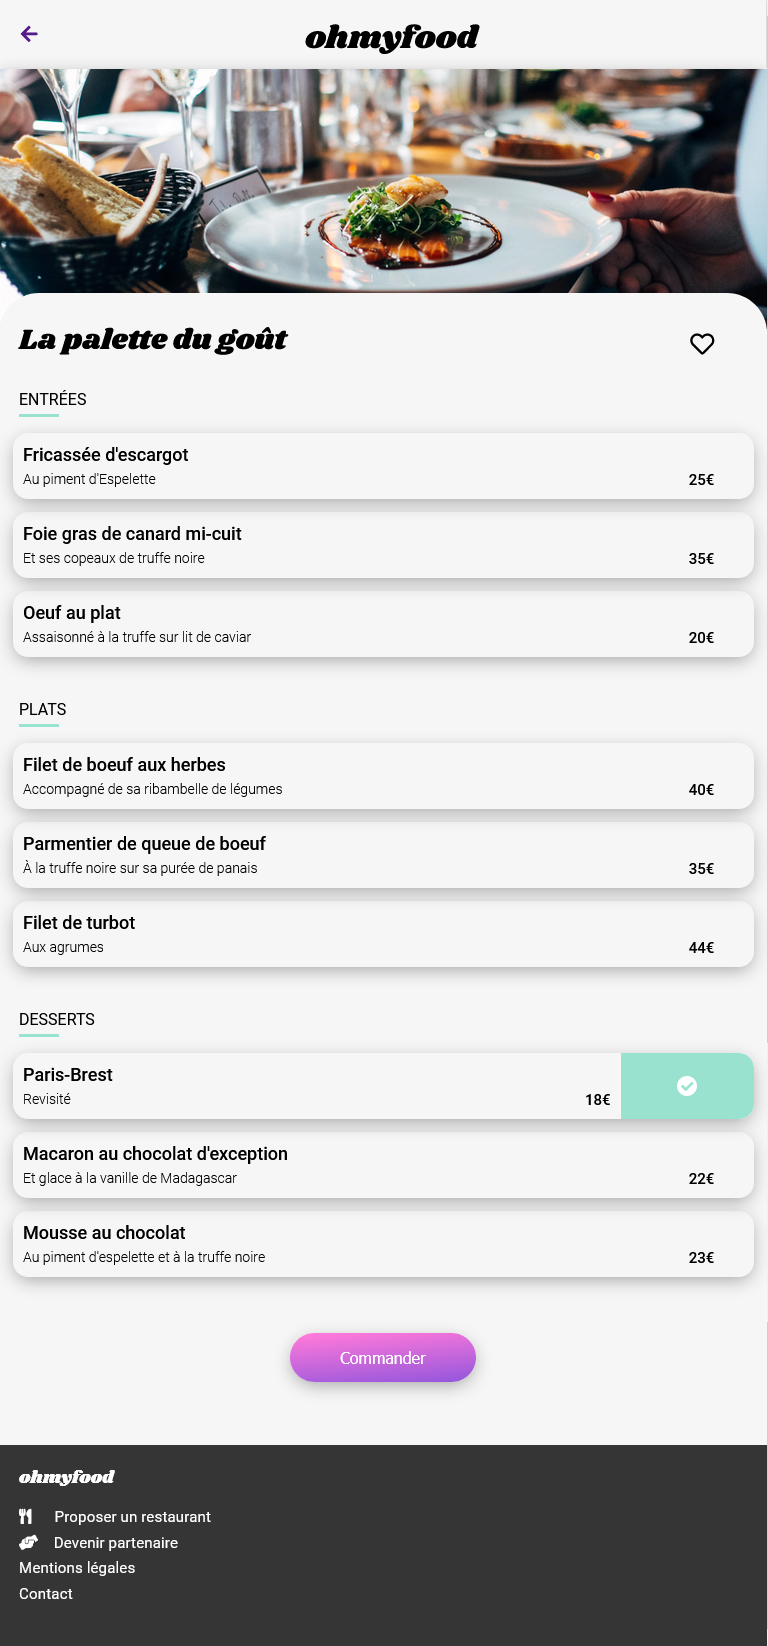 ohmyfood
La palette du goût
ENTRÉES
Fricassée d'escargot
Au piment d'Espelette
25€
Foie gras de canard mi-cuit
Et ses copeaux de truffe noire
35€
Oeuf au plat
Assaisonné à la truffe sur lit de caviar
20€
PLATS
Filet de boeuf aux herbes
Accompagné de sa ribambelle de légumes
40€
Parmentier de queue de boeuf
À la truffe noire sur sa purée de panais
35€
Filet de turbot
Aux agrumes
44€
DESSERTS
Paris-Brest
Revisité
18€
Macaron au chocolat d'exception
Et glace à la vanille de Madagascar
22€
Mousse au chocolat
Au piment d'espelette et à la truffe noire
23€
Commander
ohmyfood
Proposer un restaurant
Devenir partenaire
Mentions légales
Contact